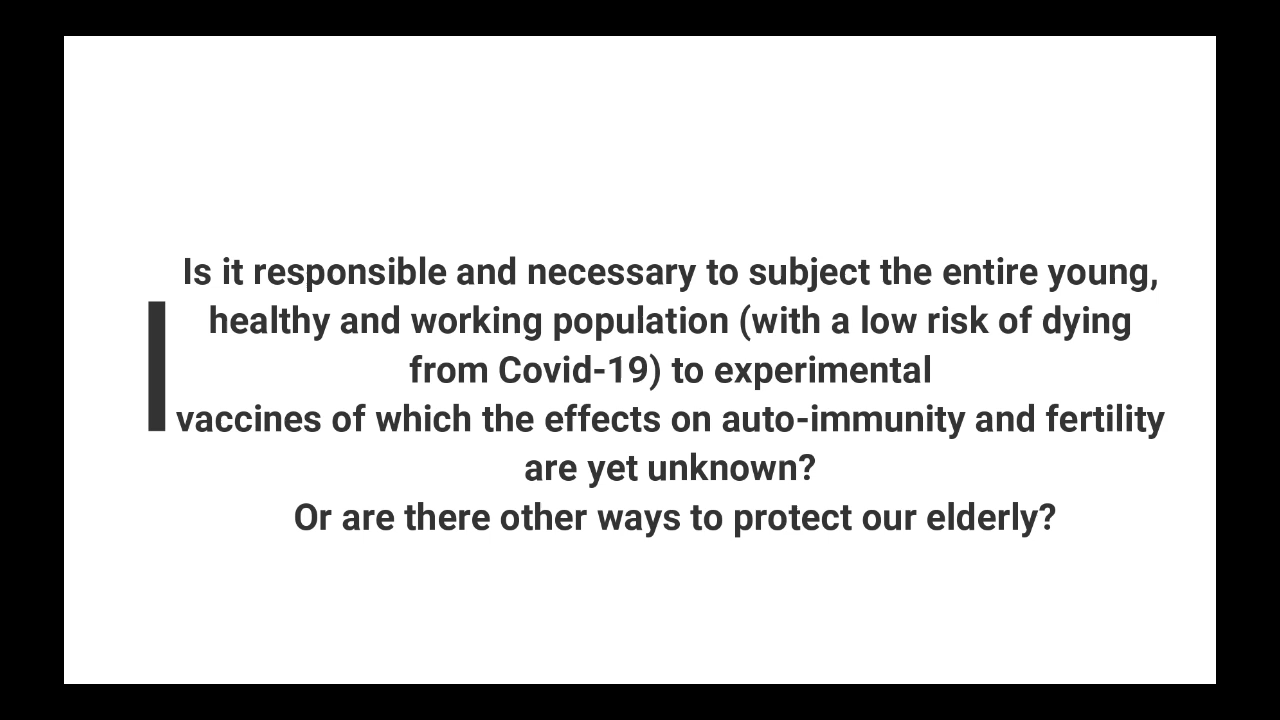 Is it responsible and necessary to subject the entire young,
healthy and working population (with a low risk of dying
from Covid-19) to experimental
vaccines of which the effects on auto-immunity and fertility
are yet unknown?
Or are there other ways to protect our elderly?